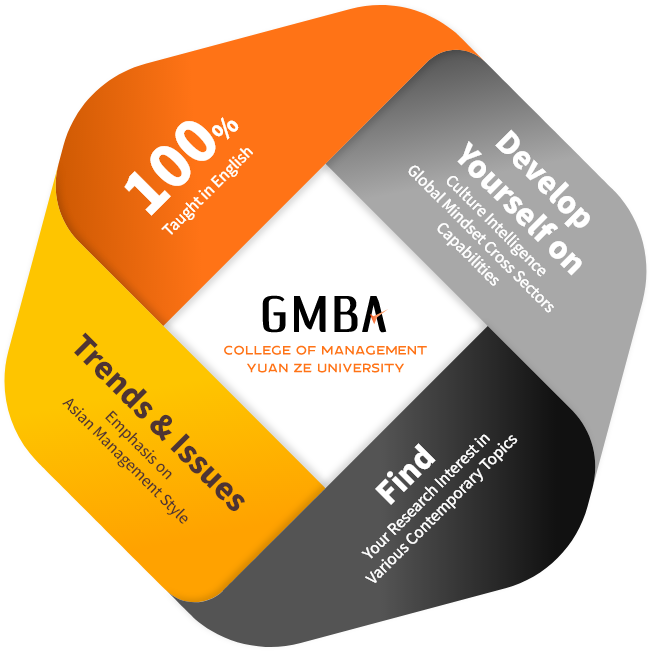 100%
Taught in English
Develop
Yourself on
Culture Intelligence
Global Mindset Cross Sectors
Capabilities
GMBA
COLLEGE OF MANAGEMENT
YUAN ZE UNIVERSITY
Trends & Issues
Emphasis on
Asian Management Style
Find
Your Research Interest in
Various Contemporary Topics